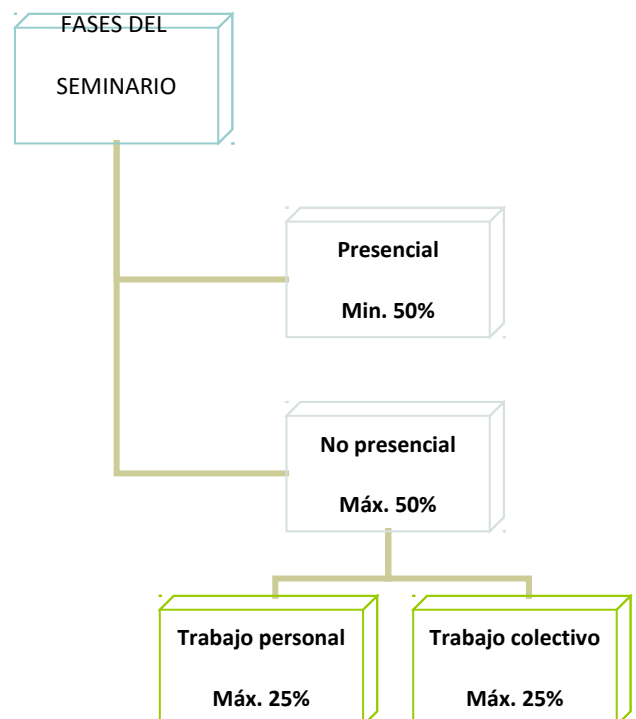 FASES DEL
SEMINARIO
Presencial
Min. 50%
No presencial
Máx. 50%
Trabajo personal
Máx. 25%
Trabajo colectivo
Máx. 25%